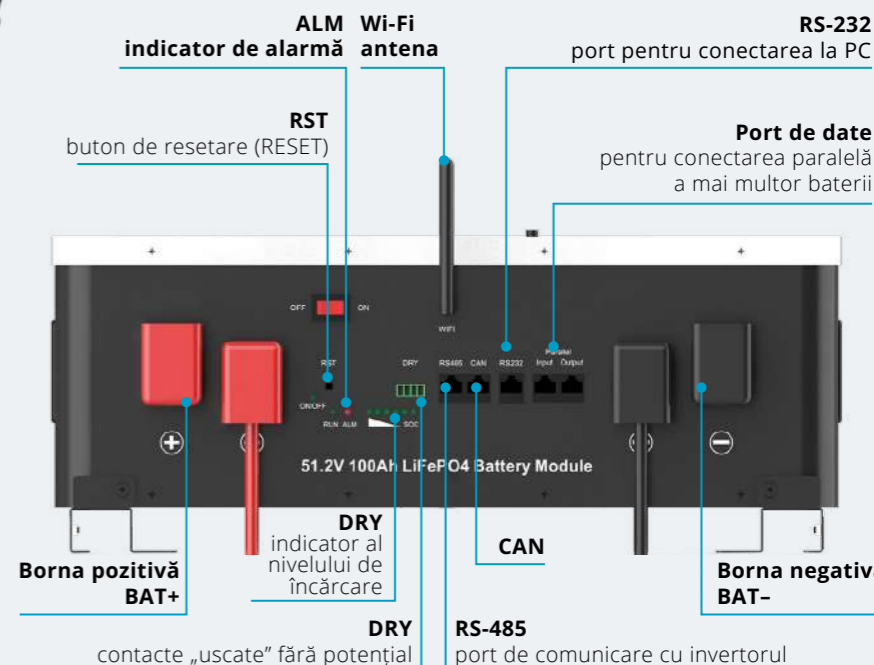 ALM
indicator de alarmă
Wi-Fi
antena
RS-232
port pentru conectarea la PC
RST
buton de resetare (RESET)
Port de date
pentru conectarea paralelă
a mai multor baterii
OFF
ON
WIFI
RST
DRY
RS485
CAN
RS232
Parallel
Input
Output
ON/OFF
RUN
ALM
SOC
51.2V 100Ah LiFePO4 Battery Module
DRY
indicator al
nivelului de
încărcare
CAN
Borna pozitivă
BAT+
Borna negativă
BAT–
DRY
contacte „uscate” fără potențial
RS-485
port de comunicare cu invertorul